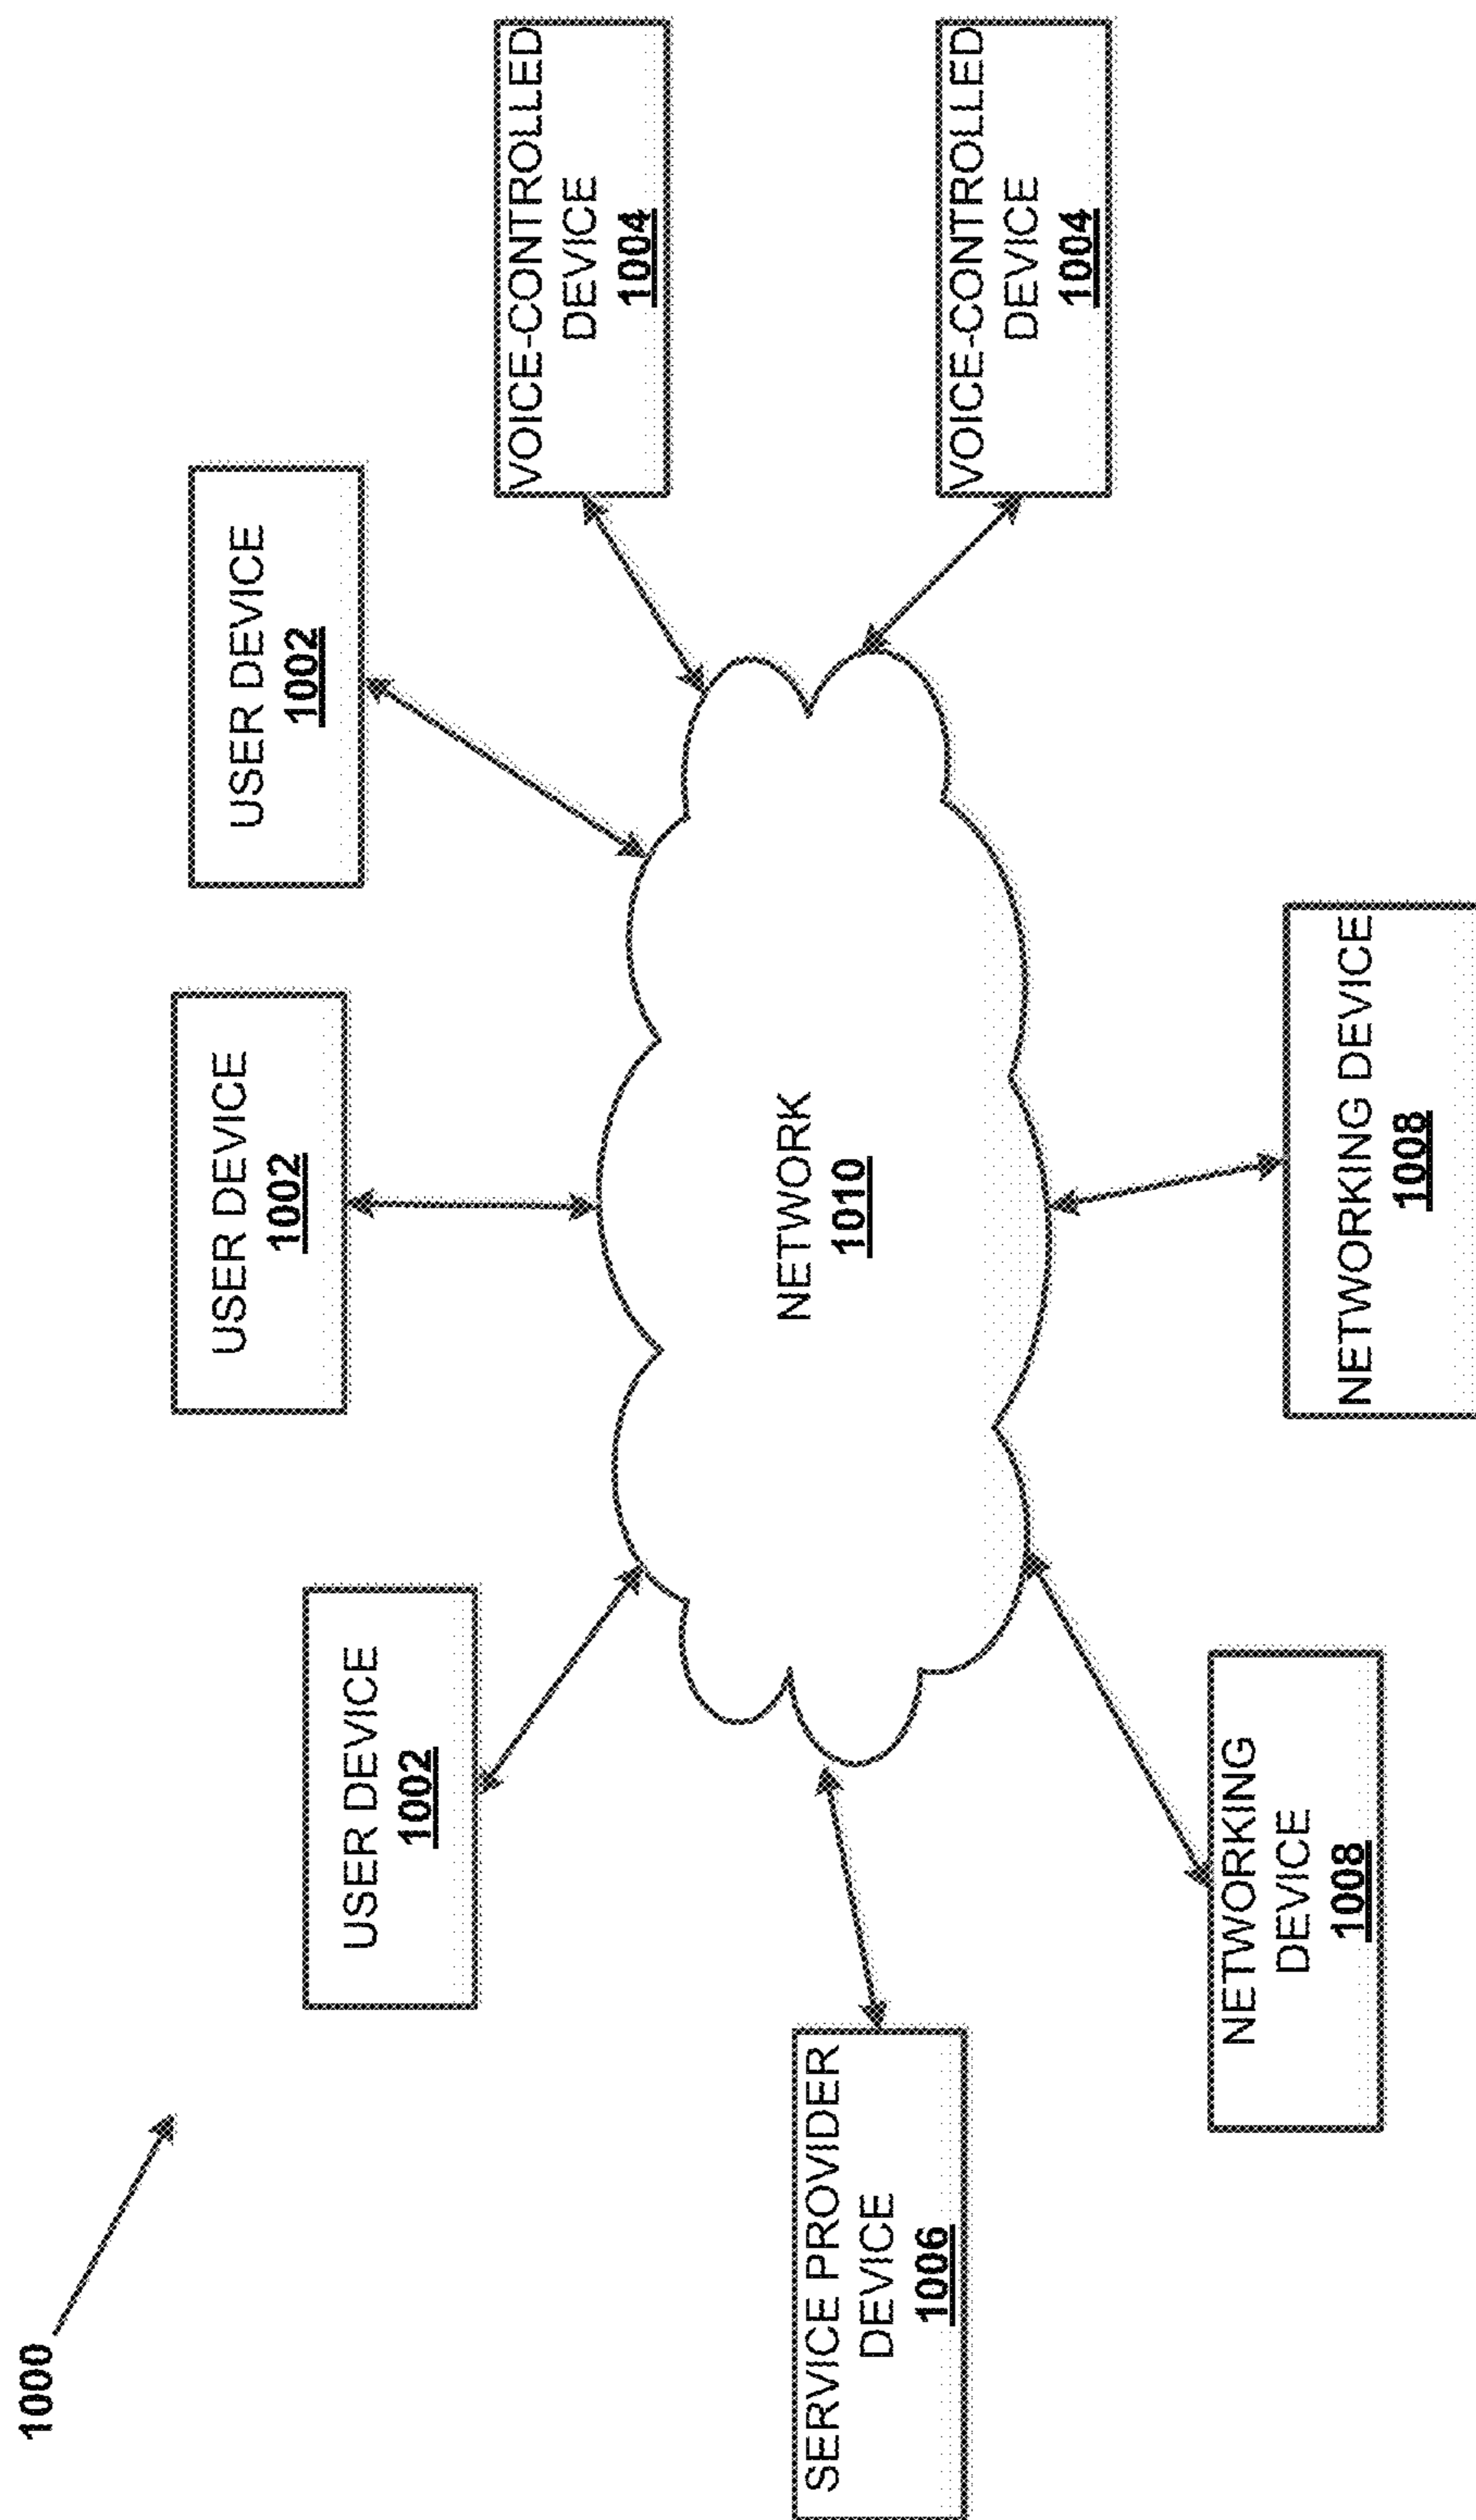 1000
USER DEVICE
1002
USER DEVICE
1002
USER DEVICE
1002
VOICE-CONTROLLED
DEVICE
1004
VOICE-CONTROLLED
DEVICE
1004
NETWORK
1010
SERVICE PROVIDER
DEVICE
1006
NETWORKING
DEVICE
1008
NETWORKING DEVICE
1008